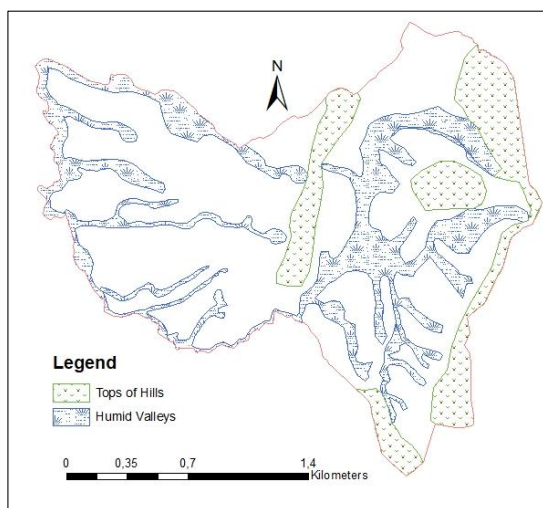 N
Legend
Tops of Hills
Humid Valleys
0 0,35 0,7 1,4
Kilometers